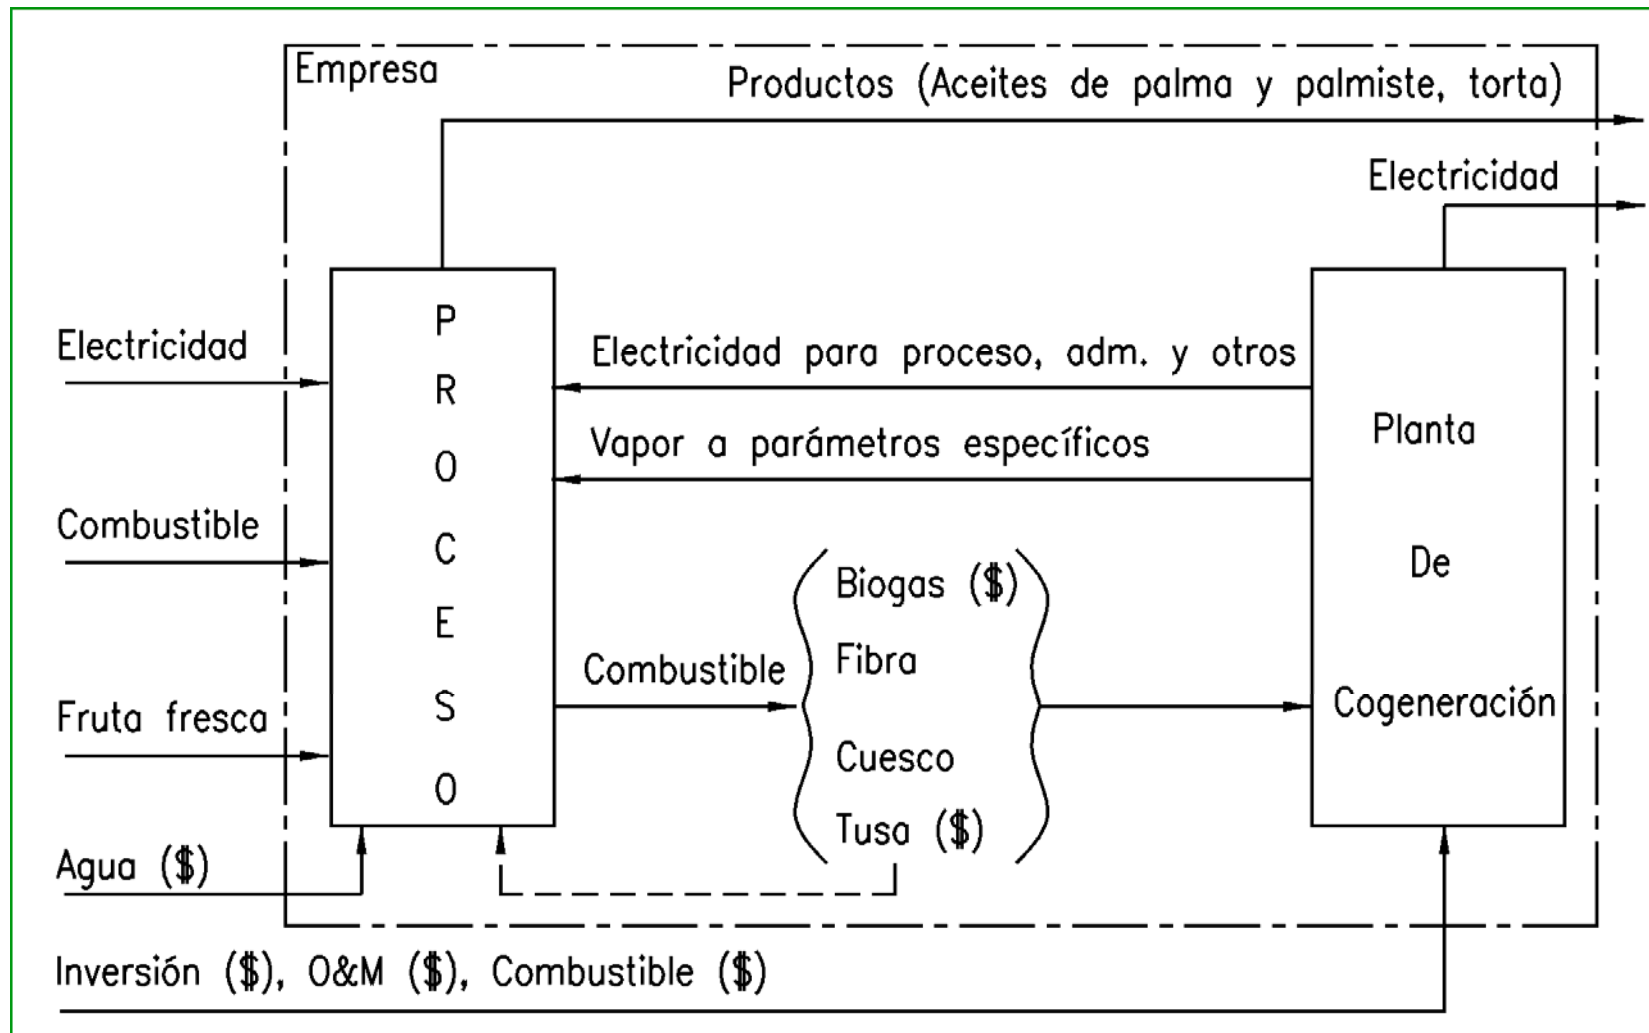 Empresa
Productos (Aceites de palma y palmiste, torta)
Electricidad
Electricidad
Combustible
Fruta fresca
Agua ($)
P
R
O
C
E
S
O
Electricidad para proceso, adm. y otros
Vapor a parámetros específicos
Combustible
Biogas ($)
Fibra
Cuesco
Tusa ($)
Planta
De
Cogeneración
Inversión ($), O&M ($), Combustible ($)